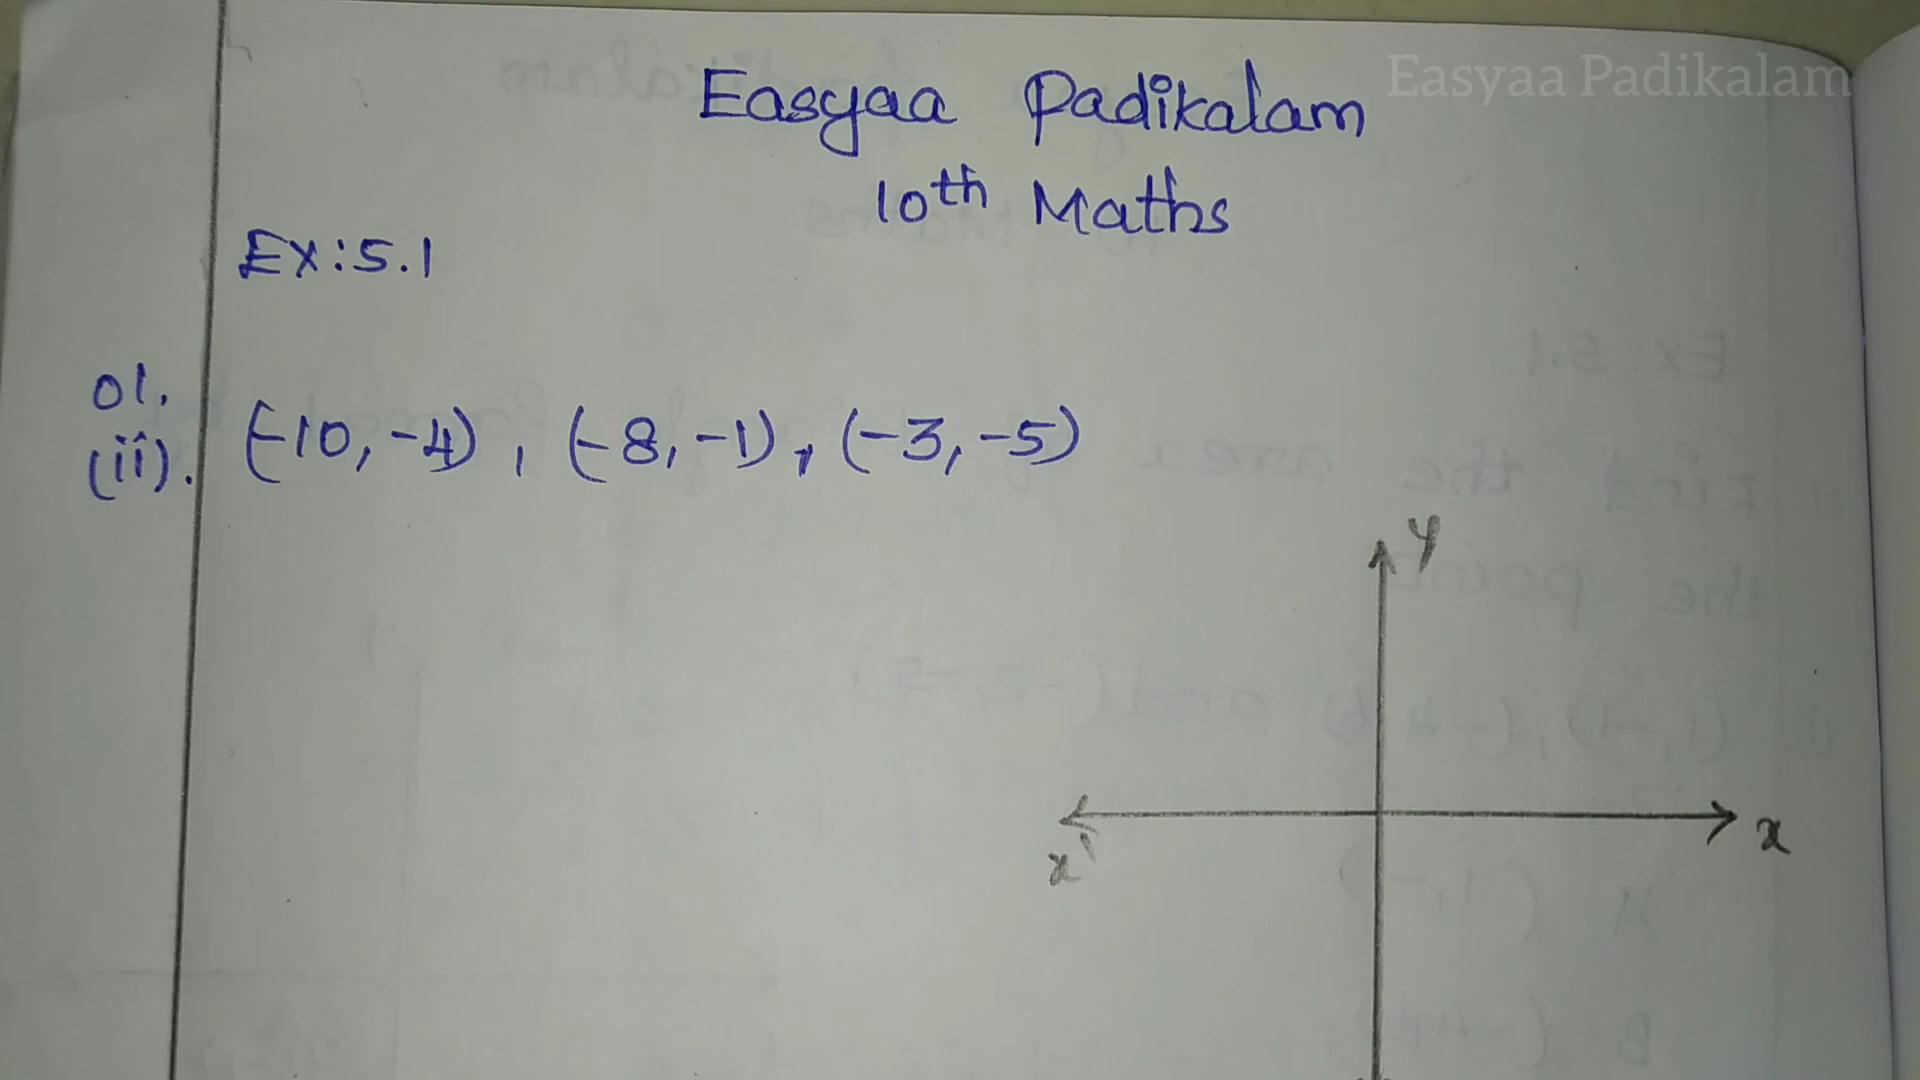 Easyaa Padikalam
Easyaa Padikalam
10th Maths
Ex:5.1
01.
(ii). (-10, -4), (-8, -1), (-3, -5)
y
x' x